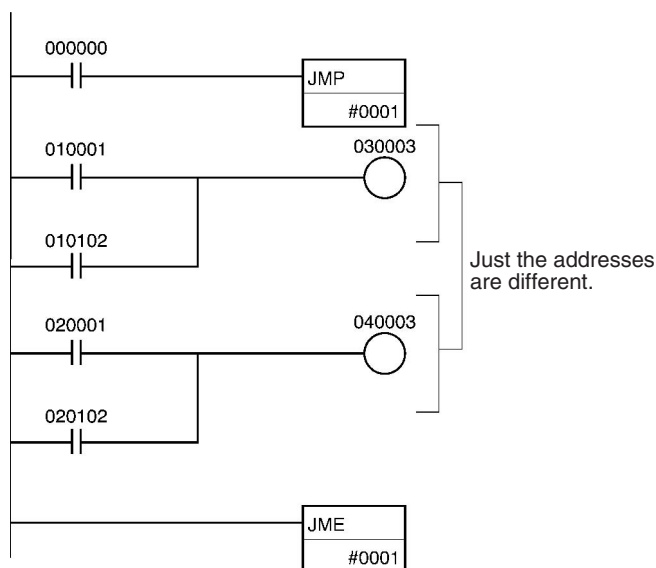 000000
JMP
#0001
010001
030003
010102
Just the addresses
are different.
020001
040003
020102
JME
#0001